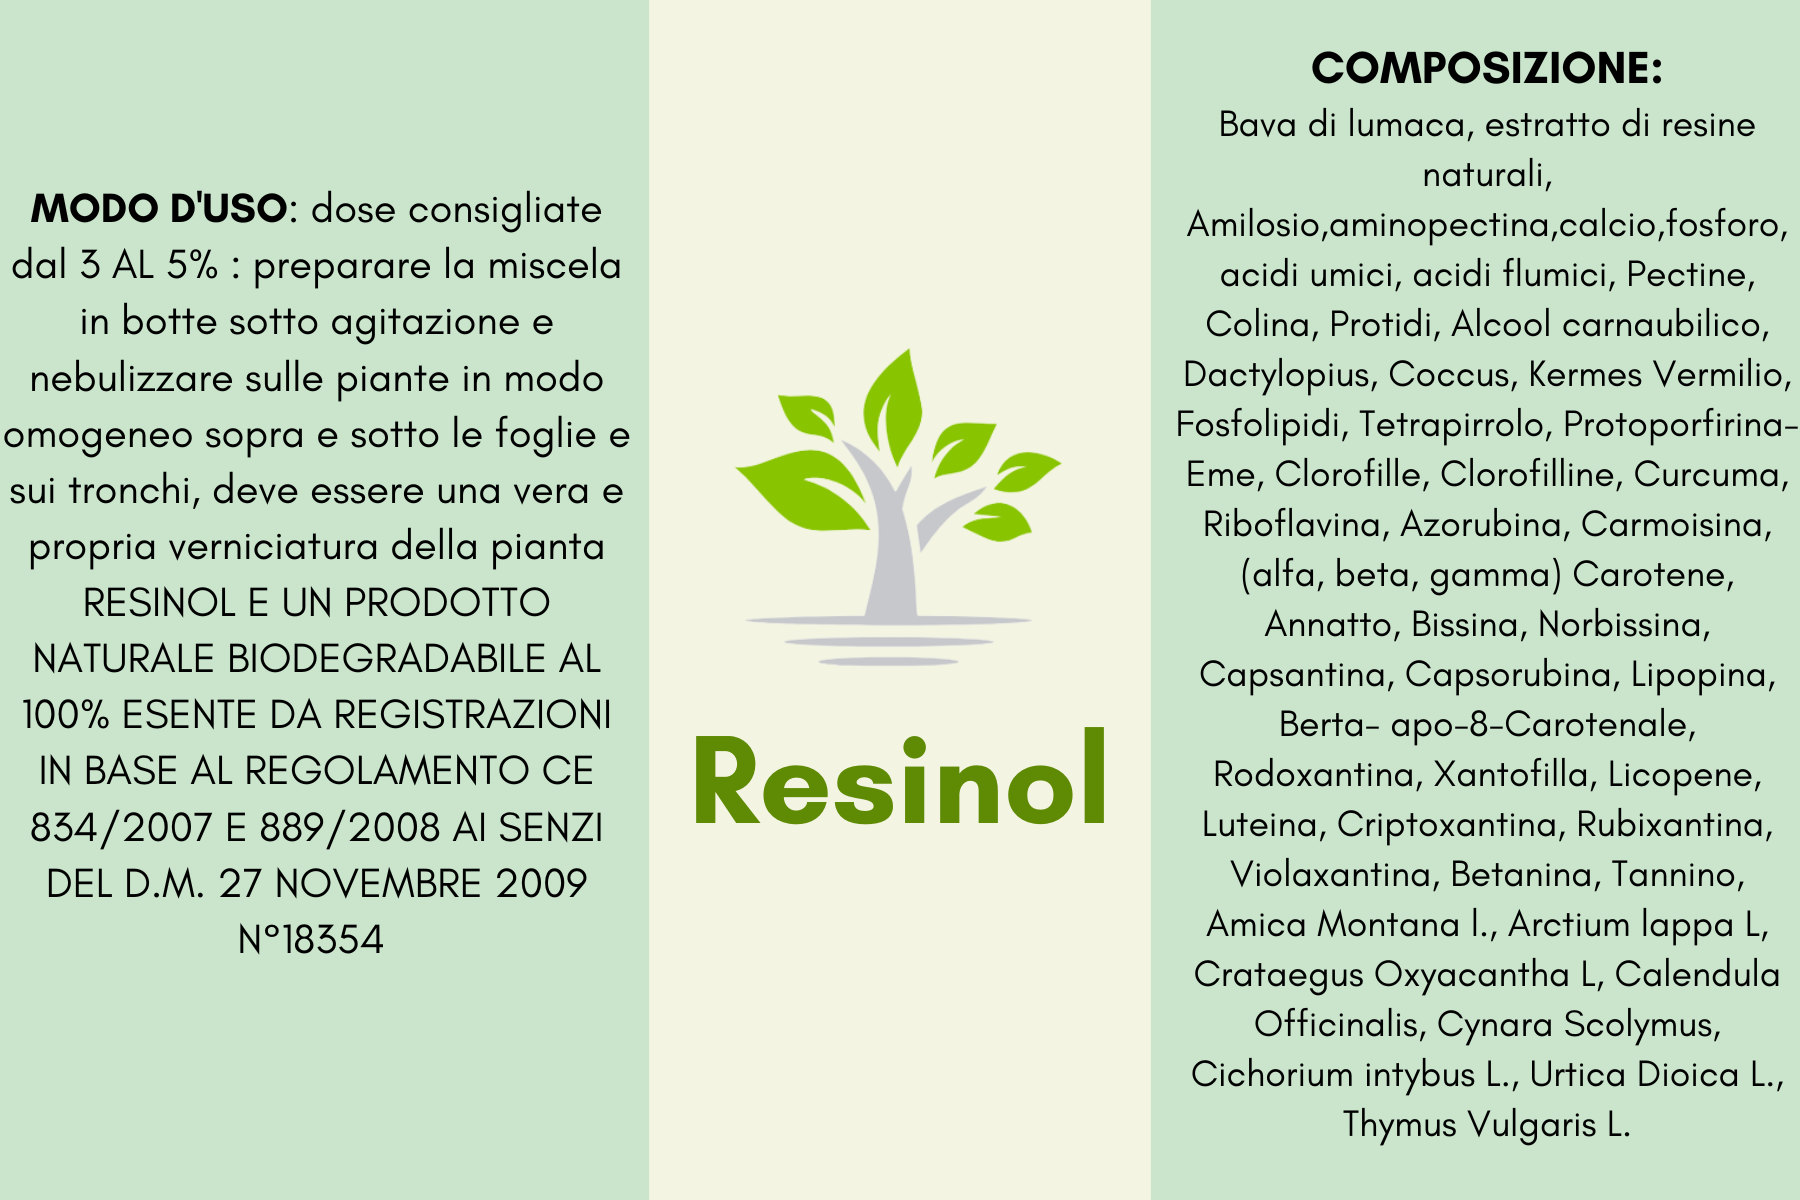 MODO D'USO: dose consigliate
dal 3 AL 5% : preparare la miscela
in botte sotto agitazione e
nebulizzare sulle piante in modo
omogeneo sopra e sotto le foglie e
sui tronchi, deve essere una vera e
propria verniciatura della pianta
RESINOL E UN PRODOTTO
NATURALE BIODEGRADABILE AL
100% ESENTE DA REGISTRAZIONI
IN BASE AL REGOLAMENTO CE
834/2007 E 889/2008 AI SENZI
DEL D.M. 27 NOVEMBRE 2009
N°18354
Resinol
COMPOSIZIONE:
Bava di lumaca, estratto di resine
naturali,
Amilosio,aminopectina,calcio,fosforo,
acidi umici, acidi flumici, Pectine,
Colina, Protidi, Alcool carnaubilico,
Dactylopius, Coccus, Kermes Vermilio,
Fosfolipidi, Tetrapirrolo, Protoporfirina-
Eme, Clorofille, Clorofilline, Curcuma,
Riboflavina, Azorubina, Carmoisina,
(alfa, beta, gamma) Carotene,
Annatto, Bissina, Norbissina,
Capsantina, Capsorubina, Lipopina,
Berta- apo-8-Carotenale,
Rodoxantina, Xantofilla, Licopene,
Luteina, Criptoxantina, Rubixantina,
Violaxantina, Betanina, Tannino,
Amica Montana l., Arctium lappa L,
Crataegus Oxyacantha L, Calendula
Officinalis, Cynara Scolymus,
Cichorium intybus L., Urtica Dioica L.,
Thymus Vulgaris L.